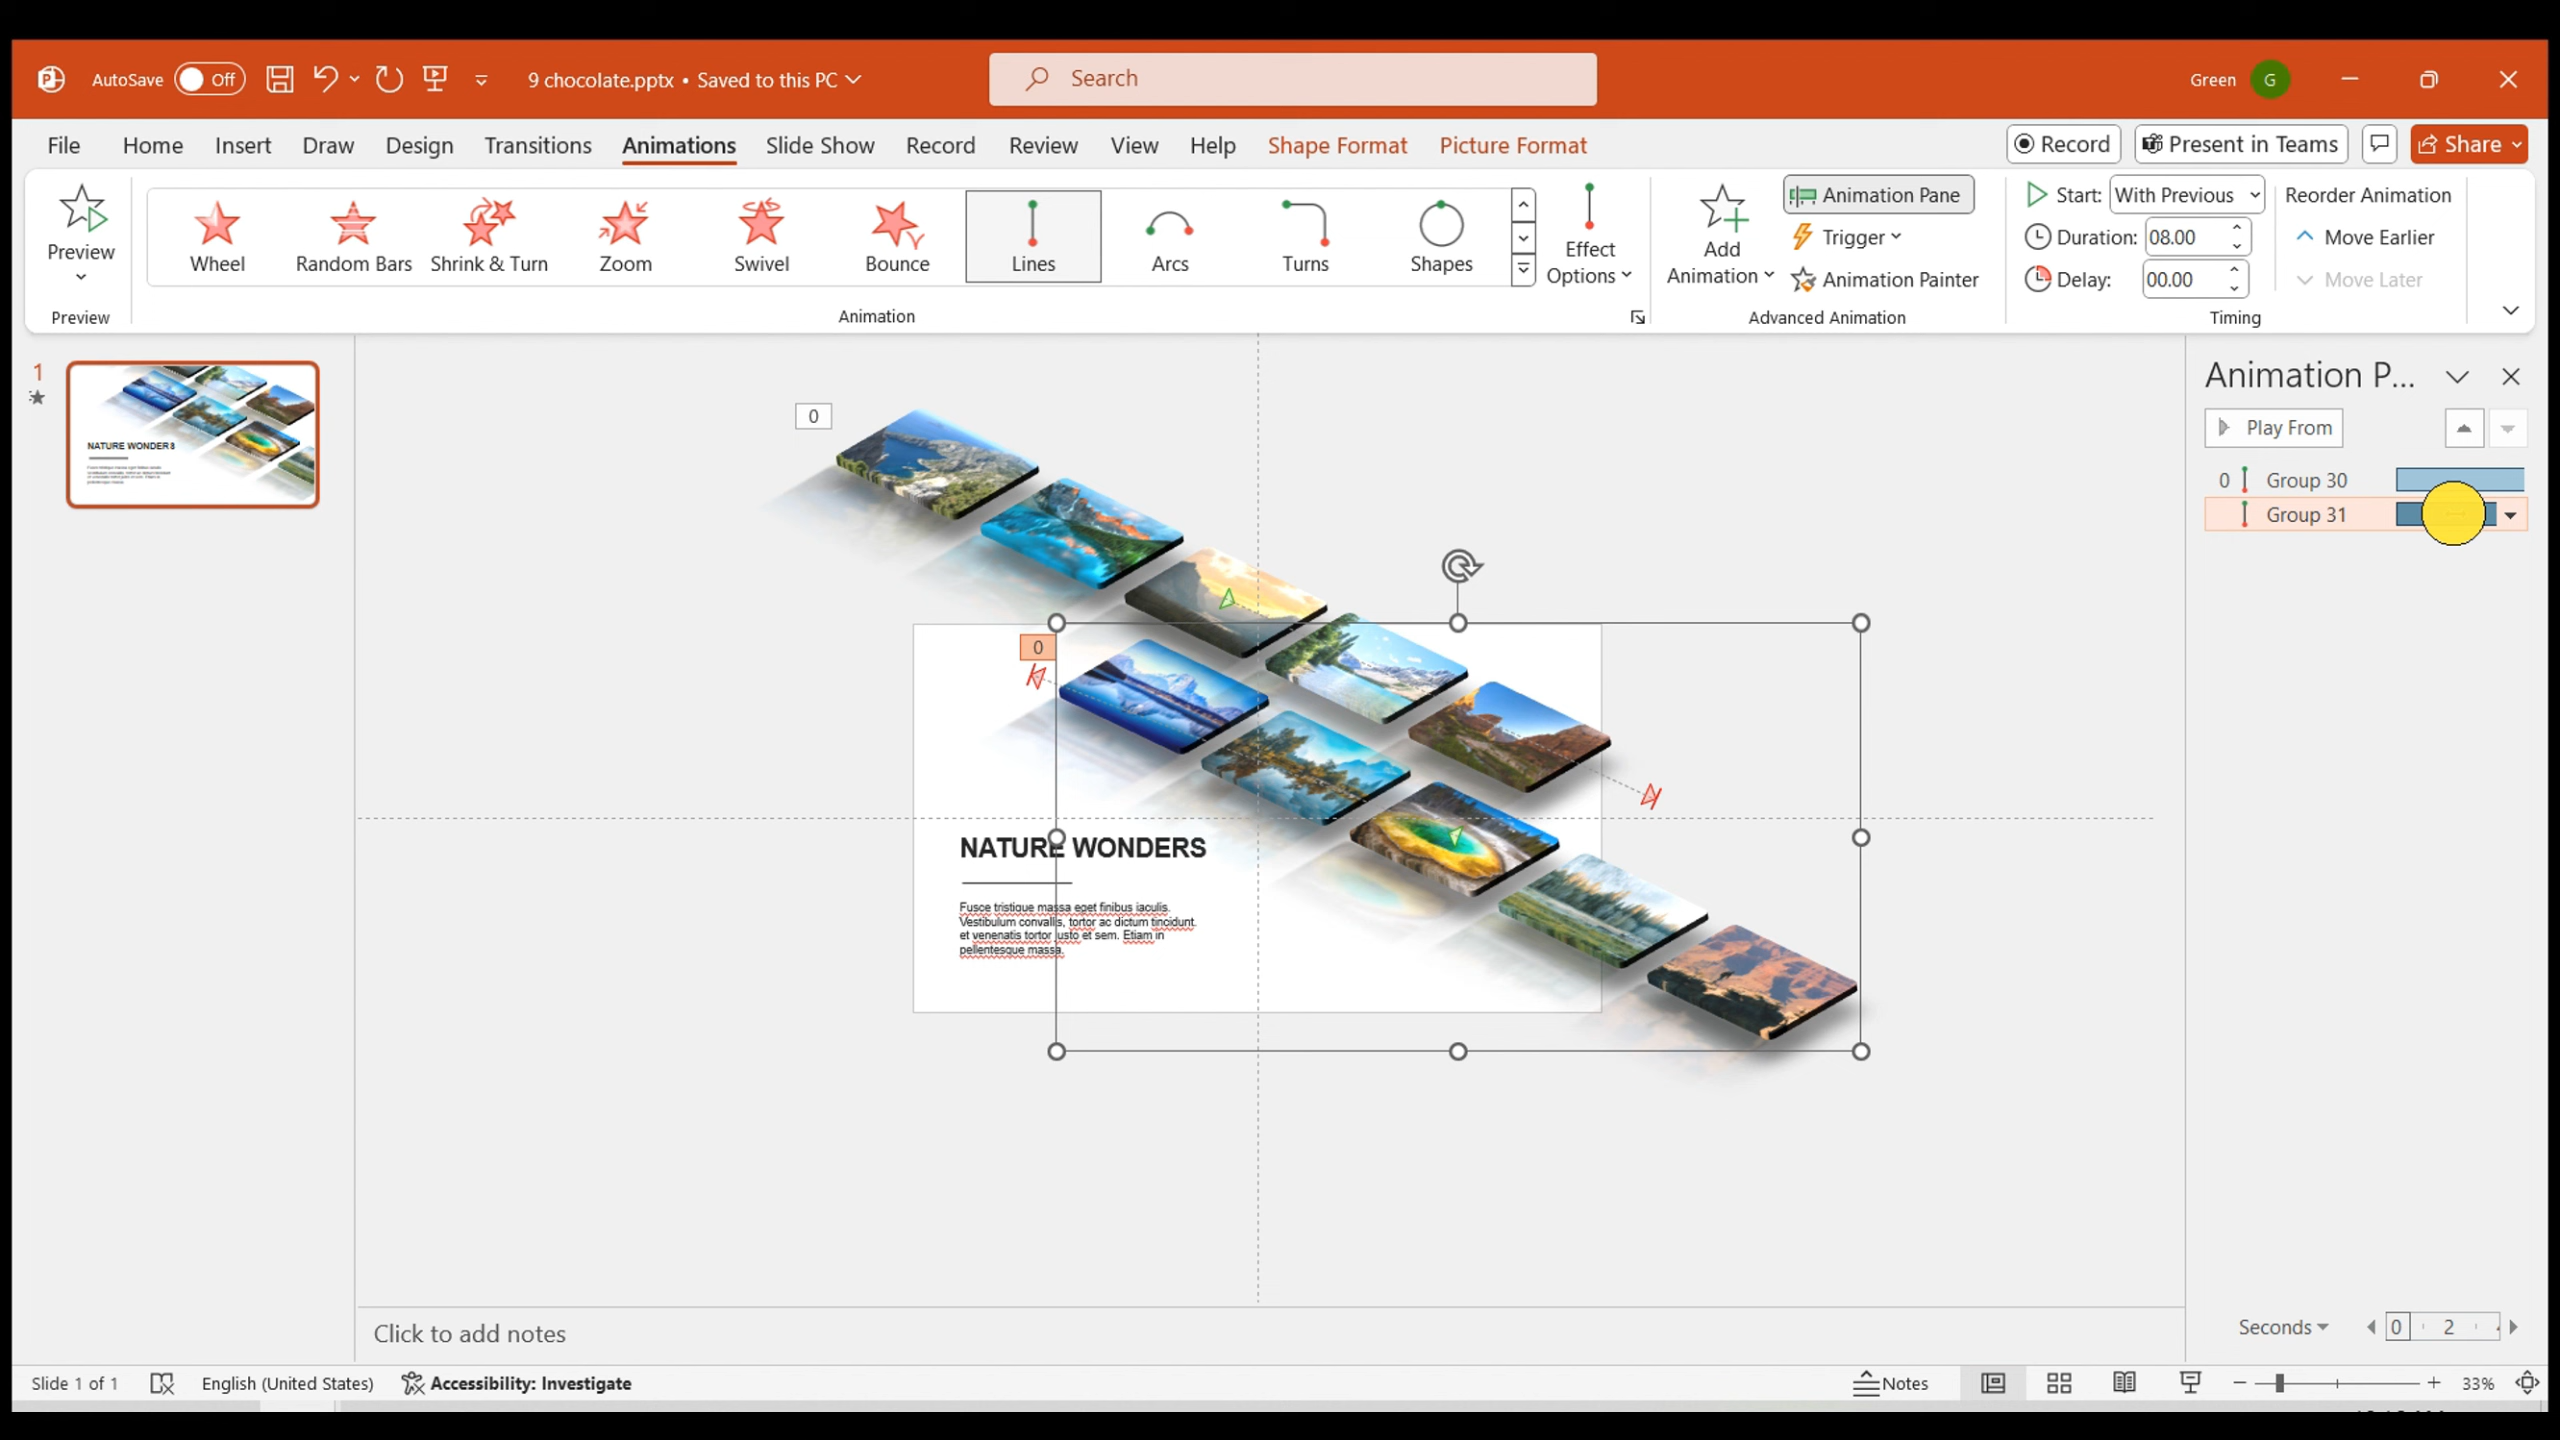 AutoSave Off 9 chocolate.pptx • Saved to this PC Search Green G
File Home Insert Draw Design Transitions Animations Slide Show Record Review View Help Shape Format Picture Format Record Present in Teams Share
Preview Wheel Random Bars Shrink & Turn Zoom Swivel Bounce Lines Arcs Turns Shapes Effect Options Add Animation
Animation Pane Start: With Previous Reorder Animation
Trigger Duration: 08.00 Move Earlier
Animation Painter Delay: 00.00 Move Later
Preview Animation Advanced Animation Timing
1
NATURE WONDERS
Animation P...
Play From
0 Group 30
Group 31
0
0
NATURE WONDERS
Fusce tristique massa eget finibus iaculis.
Vestibulum convallis, tortor ac dictum tincidunt.
et venenatis tortor justo et sem. Etiam in
pellentesque massa.
Seconds 0 2
Click to add notes
Slide 1 of 1 English (United States) Accessibility: Investigate Notes 33%